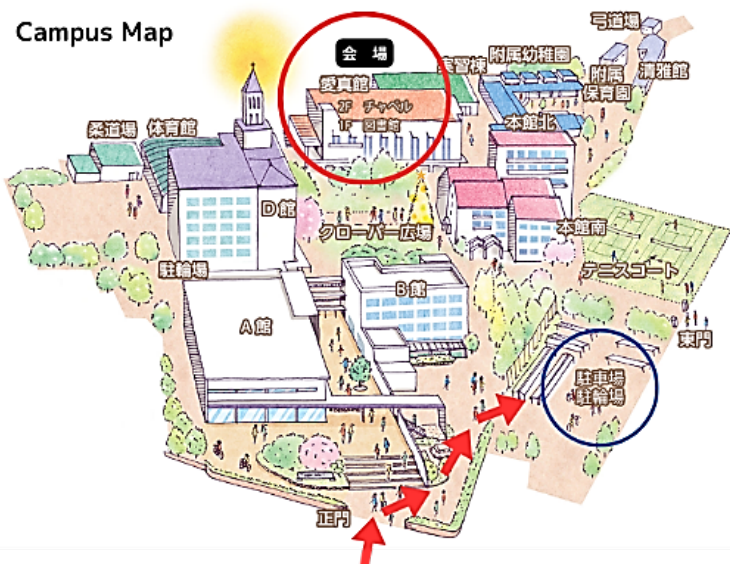 Campus Map
会場
愛真館
2F チャペル
1F 図書館
実習棟
附属幼稚園
弓道場
附属
保育園
清雅館
本館北
柔道場
体育館
D館
クローバー広場
本館南
テニスコート
駐輪場
B館
A館
東門
駐車場
駐輪場
正門